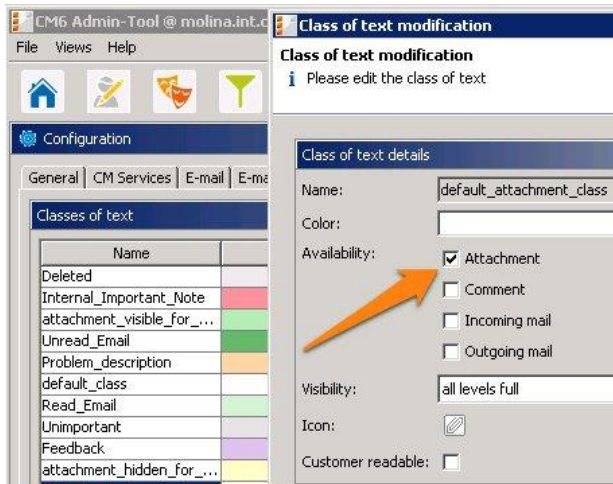 CM6 Admin-Tool @ molina.int.c
File Views Help
Configuration
General CM Services E-mail E-ma
Classes of text
Name
Deleted
Internal_Important_Note
attachment_visible_for_...
Unread_Email
Problem_description
default_class
Read_Email
Unimportant
Feedback
attachment_hidden_for_...
Class of text modification
Class of text modification
Please edit the class of text
Class of text details
Name: default_attachment_class
Color:
Availability: Attachment
Comment
Incoming mail
Outgoing mail
Visibility: all levels full
Icon:
Customer readable: